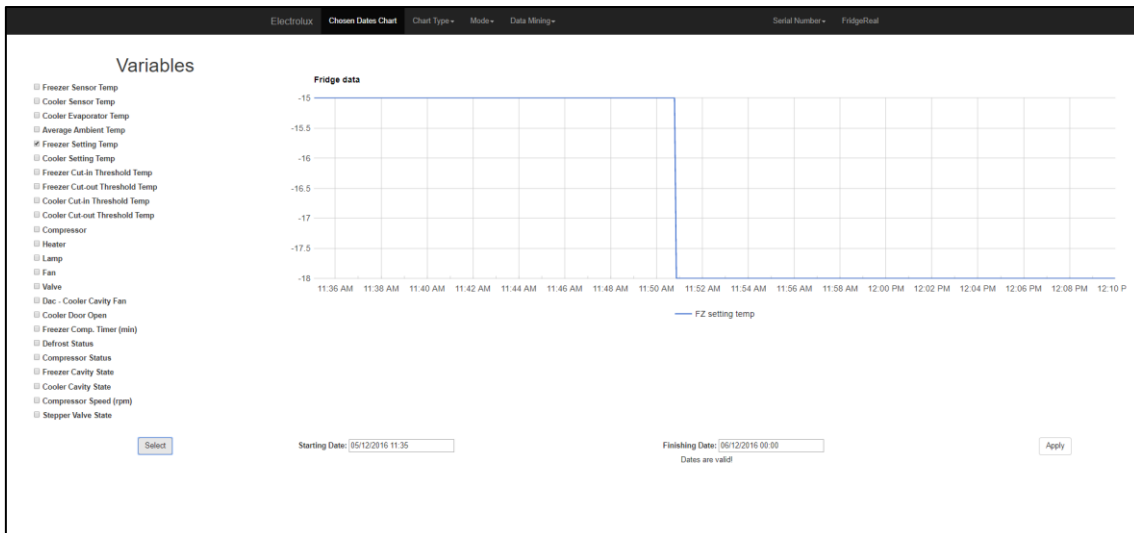 Electrolux Chosen Dates Chart Chart Type Mode Data Mining Serial Number FridgeReal
Variables
Freezer Sensor Temp
Cooler Sensor Temp
Cooler Evaporator Temp
Average Ambient Temp
Freezer Setting Temp
Cooler Setting Temp
Freezer Cut-in Threshold Temp
Freezer Cut-out Threshold Temp
Cooler Cut-in Threshold Temp
Cooler Cut-out Threshold Temp
Compressor
Heater
Lamp
Fan
Valve
Dac - Cooler Cavity Fan
Cooler Door Open
Freezer Comp. Timer (min)
Defrost Status
Compressor Status
Freezer Cavity State
Cooler Cavity State
Compressor Speed (rpm)
Stepper Valve State
Select
Fridge data
-15
-15.5
-16
-16.5
-17
-17.5
-18
11:36 AM 11:38 AM 11:40 AM 11:42 AM 11:44 AM 11:46 AM 11:48 AM 11:50 AM 11:52 AM 11:54 AM 11:56 AM 11:58 AM 12:00 PM 12:02 PM 12:04 PM 12:06 PM 12:08 PM 12:10 P
FZ setting temp
Starting Date: 05/12/2016 11:35 Finishing Date: 06/12/2016 00:00 Apply
Dates are valid!